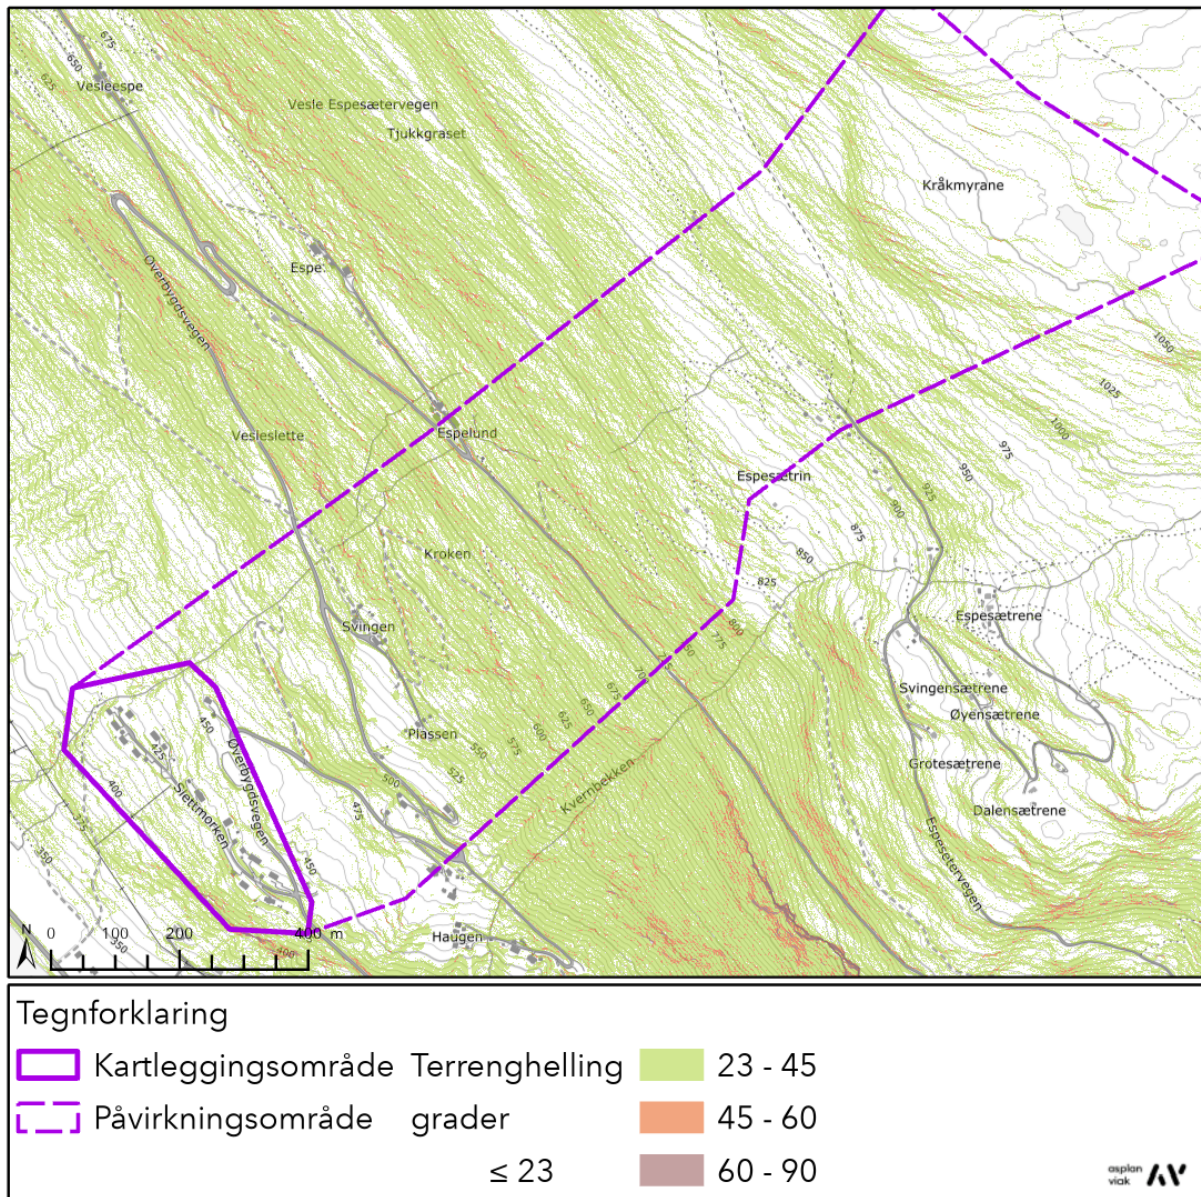 675
650
625
Vesleespe
Vesle Espesætervegen
Tjukkgraset
Kråkmyrane
Espe.
Overbygdsvegen
1050
1025
1000
975
950
925
900
875
850
825
800
775
700
675
650
625
600
575
550
525
500
475
450
425
400
375
350
Vesleslette
Espelund
Espesætrin
Kroken
Svingen
Espesætrene
Svingensætrene
Øyensætrene
Plassen
Grotesætrene
Kvernbekken
Dalensætrene
Slettmorken
Overbygdsvegen
450
Espesetervegen
Haugen
400
350
N 0 100 200 400 m
Tegnforklaring
Kartleggingsområde Terrenghelling 23 - 45
Påvirkningsområde grader 45 - 60
≤ 23 60 - 90
asplan
viak